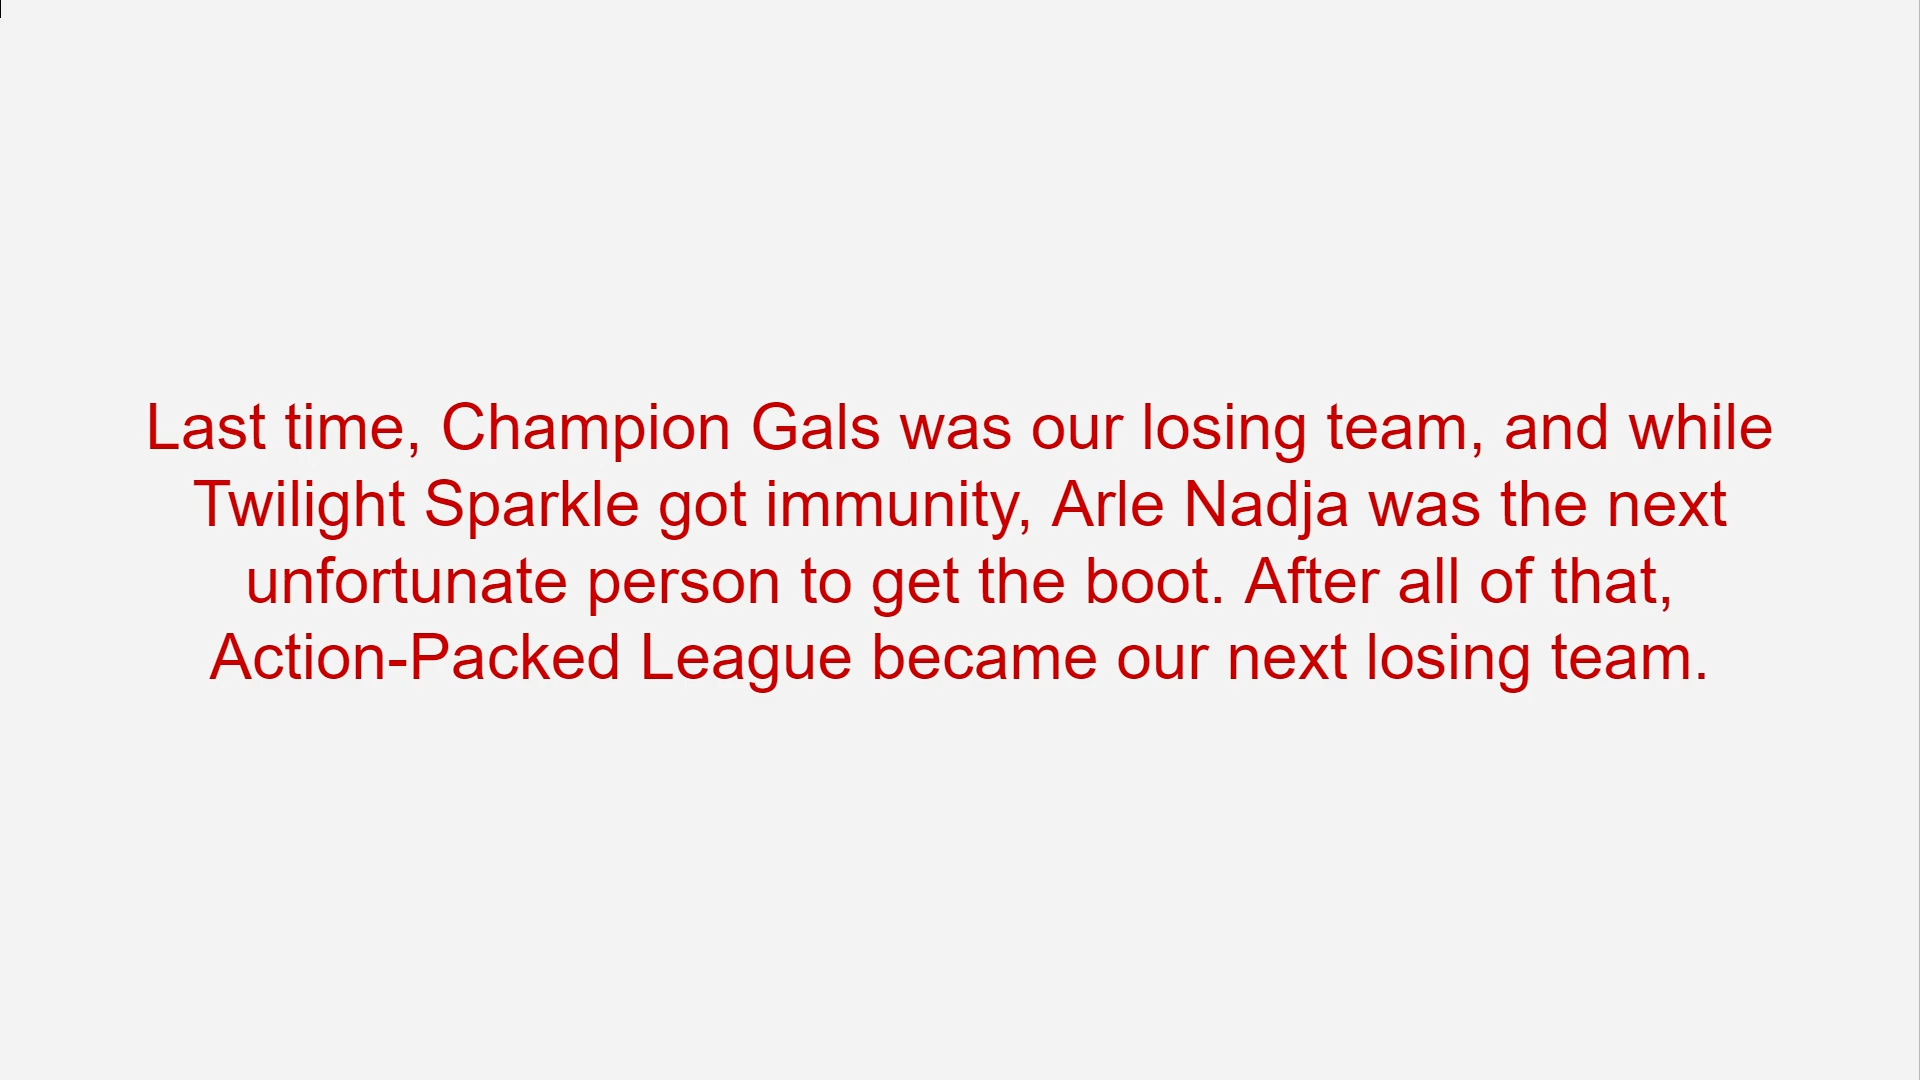 Last time, Champion Gals was our losing team, and while
Twilight Sparkle got immunity, Arle Nadja was the next
unfortunate person to get the boot. After all of that,
Action-Packed League became our next losing team.